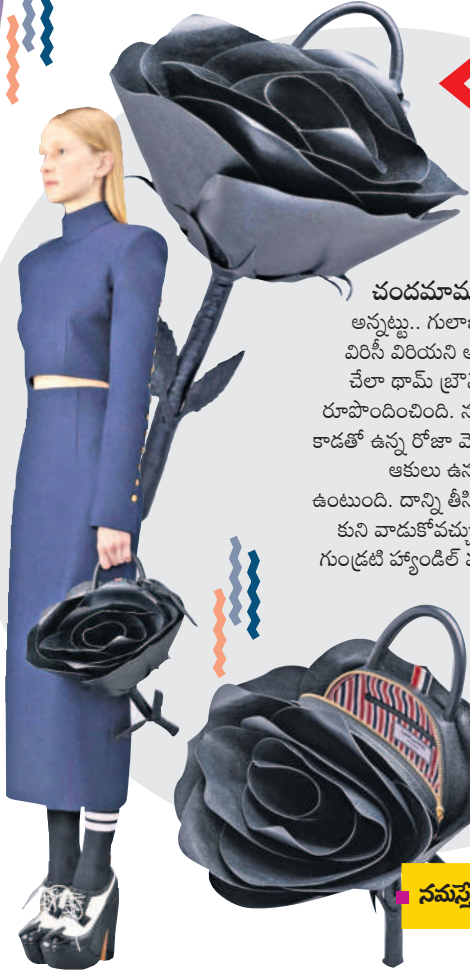 చందమామ
అన్నట్టు.. గులా
విరిసీ విరియని
చేలా థామ్ బ్రౌ
రూపొందించింది.
కాడతో ఉన్న రోజా
ఆకులు
ఉంటుంది. దాన్ని తీసి
కుని వాడుకోవచ్చు
గుండ్రటి హ్యాండిల్
నమస్తే